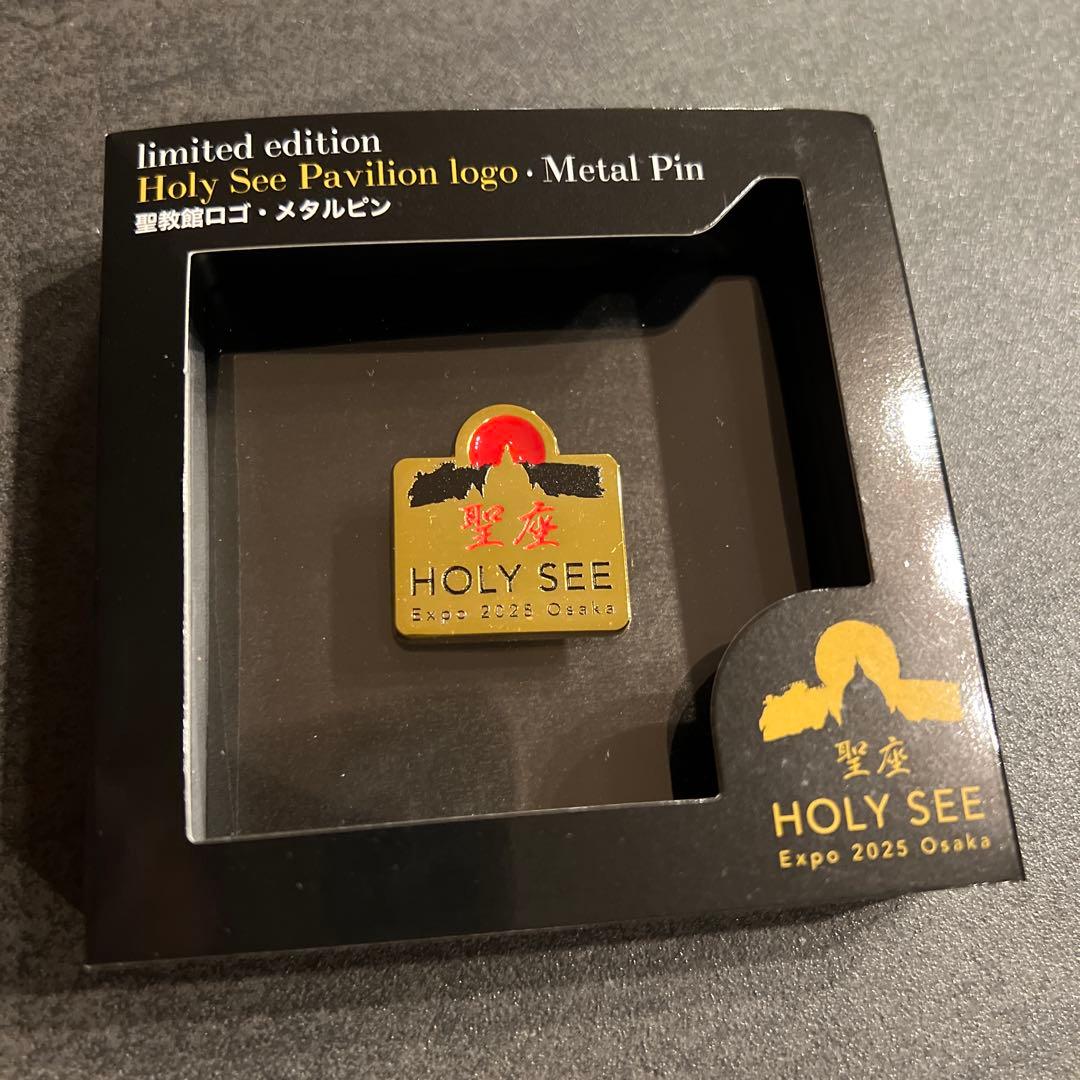 limited edition
Holy See Pavilion logo · Metal Pin
聖教館ロゴ・メタルピン
聖座
HOLY SEE
Expo 2025 Osaka
聖座
HOLY SEE
Expo 2025 Osaka